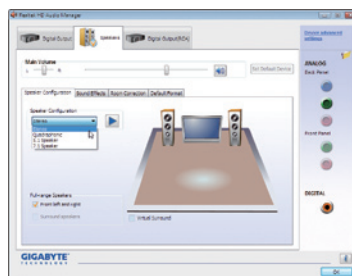 Realtek HD Audio Manager
Digital Output
Speakers
Digital Output(RCA)
Device advanced
settings
Main Volume
L
R
Set Default Device
ANALOG
Back Panel
Speaker Configuration
Sound Effects
Room Correction
Default Format
Speaker Configuration
Stereo
Quadraphonic
5.1 Speaker
7.1 Speaker
Front Panel
Full-range Speakers
Front left and right
Surround speakers
Virtual Surround
DIGITAL
GIGABYTE
TECHNOLOGY
OK